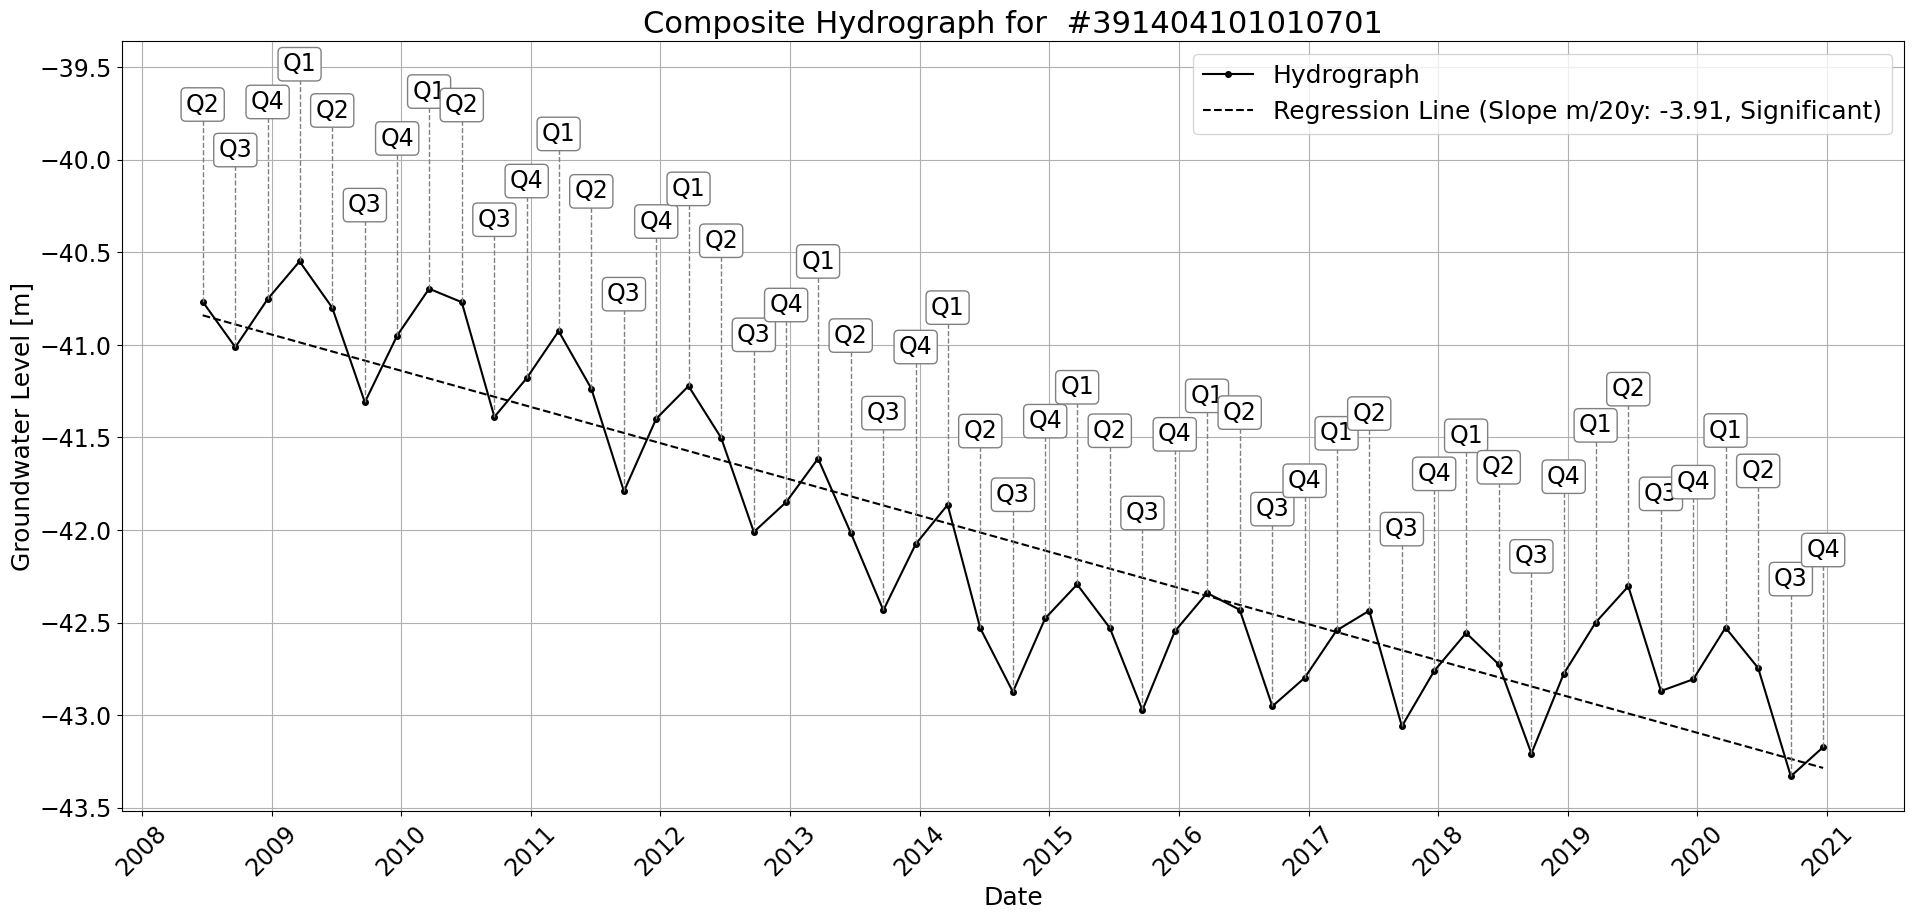 Composite Hydrograph for  #391404101010701
Hydrograph
Regression Line (Slope m/20y: -3.91, Significant)
Groundwater Level [m]
−39.5
−40.0
−40.5
−41.0
−41.5
−42.0
−42.5
−43.0
−43.5
Q2
Q3
Q4
Q1
Q2
Q3
Q4
Q1
Q2
Q3
Q4
Q1
Q2
Q3
Q4
Q1
Q2
Q3
Q4
Q1
Q2
Q3
Q4
Q1
Q2
Q3
Q4
Q1
Q2
Q3
Q4
Q1
Q2
Q3
Q4
Q1
Q2
Q3
Q4
Q1
Q2
Q3
Q4
Q1
Q2
Q3
Q4
Q1
Q2
Q3
Q4
2008
2009
2010
2011
2012
2013
2014
2015
2016
2017
2018
2019
2020
2021
Date